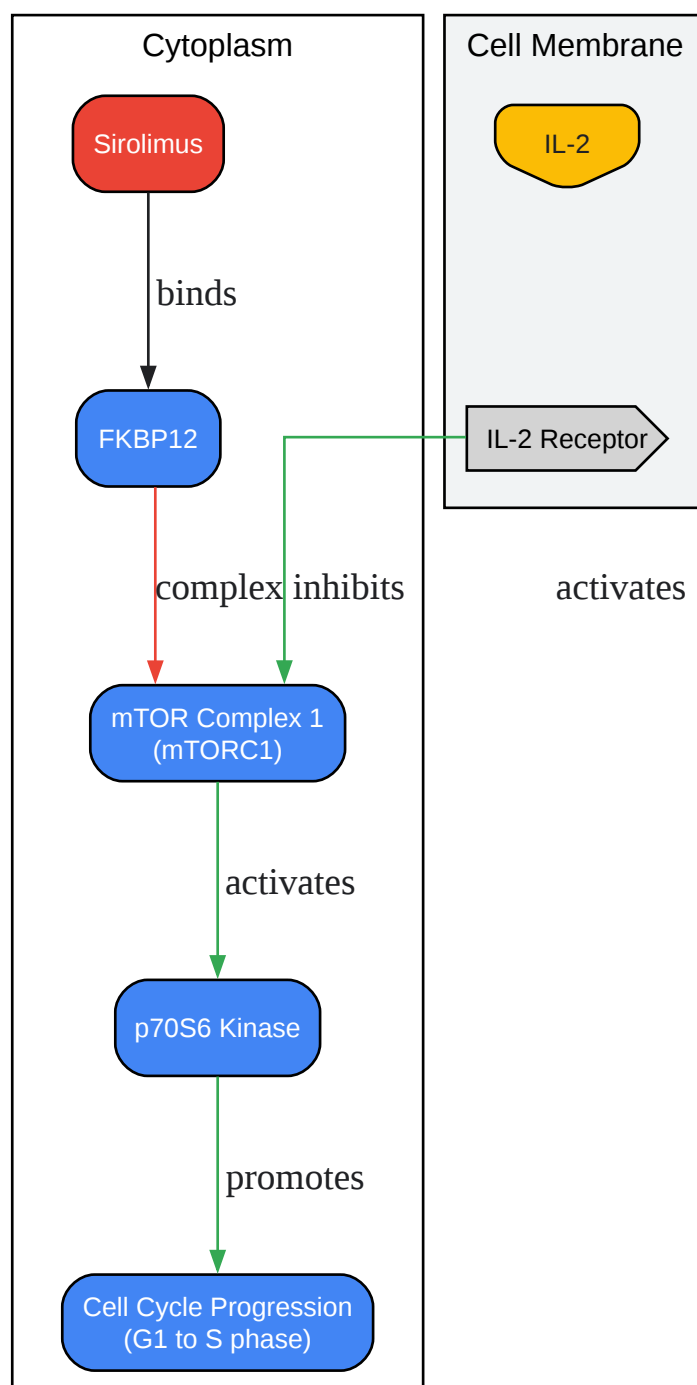 Cytoplasm
Cell Membrane
Sirolimus
IL-2
binds
FKBP12
IL-2 Receptor
complex inhibits
activates
mTOR Complex 1
(mTORC1)
activates
p70S6 Kinase
promotes
Cell Cycle Progression
(G1 to S phase)